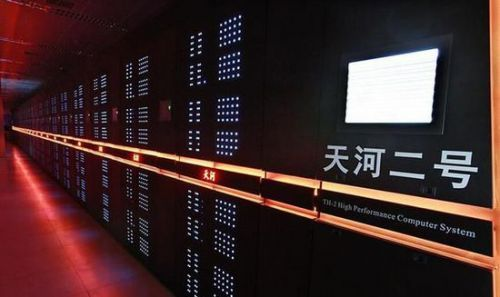 天河二号
TH-2 High Performance Computer System
天河